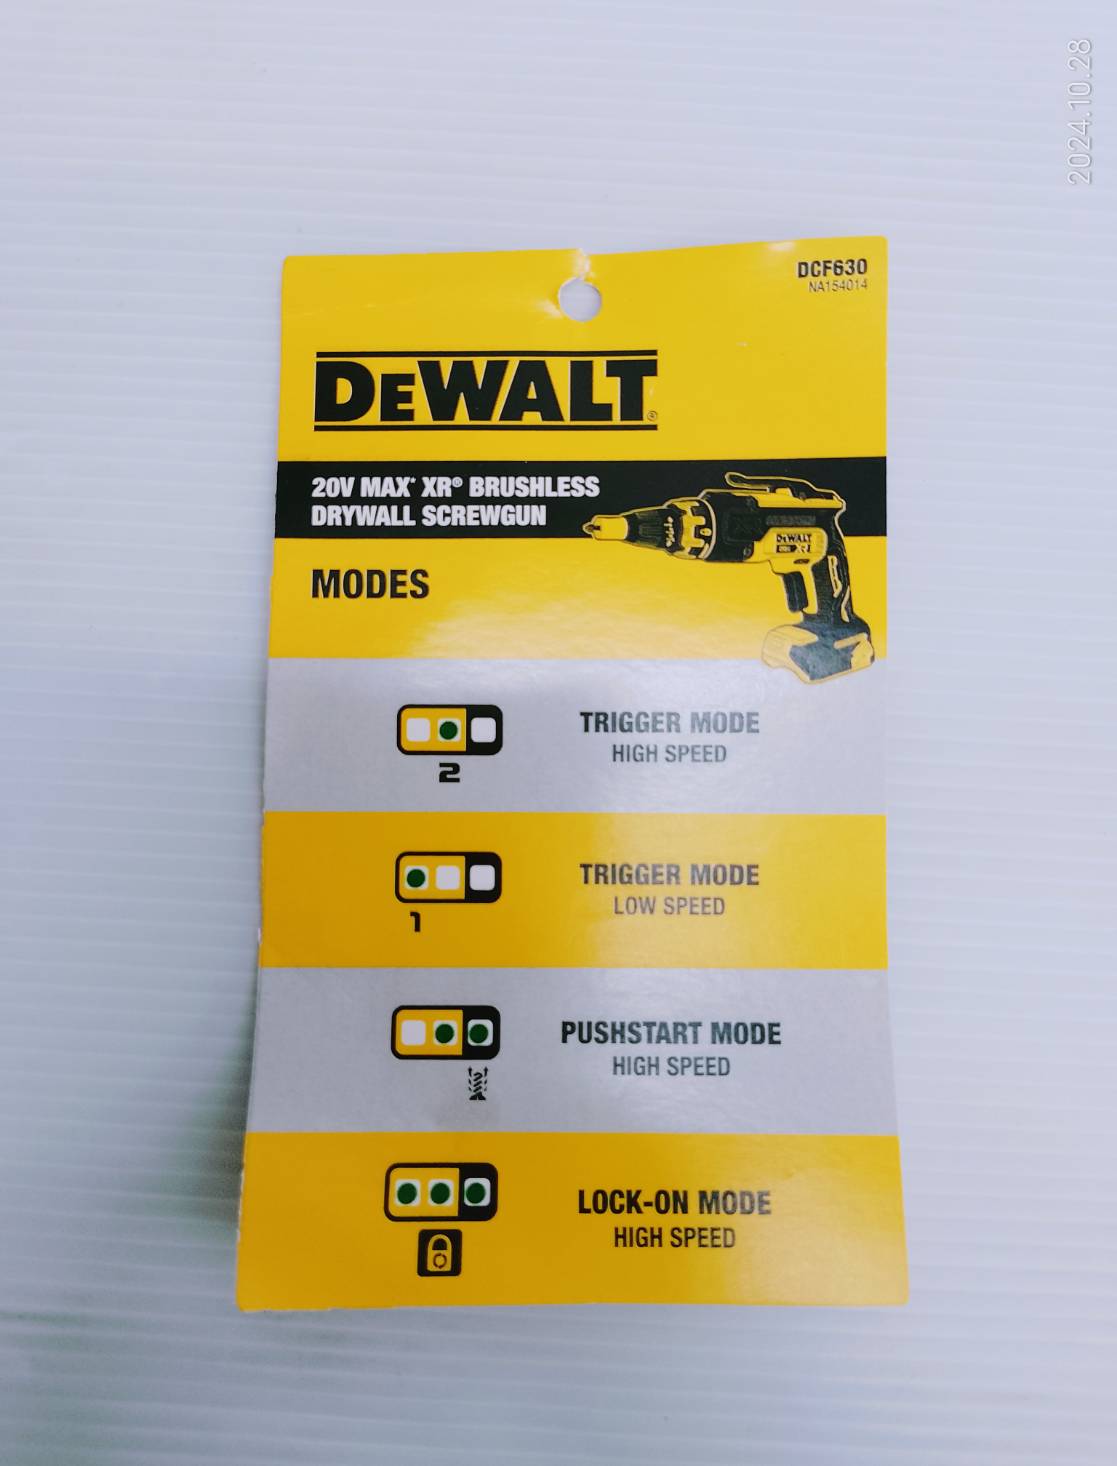 2024.10.28
DCF630
NA154014
DEWALT®
20V MAX* XR® BRUSHLESS
DRYWALL SCREWGUN
DEWALT
MODES
TRIGGER MODE
HIGH SPEED
2
TRIGGER MODE
LOW SPEED
1
PUSHSTART MODE
HIGH SPEED
LOCK-ON MODE
HIGH SPEED